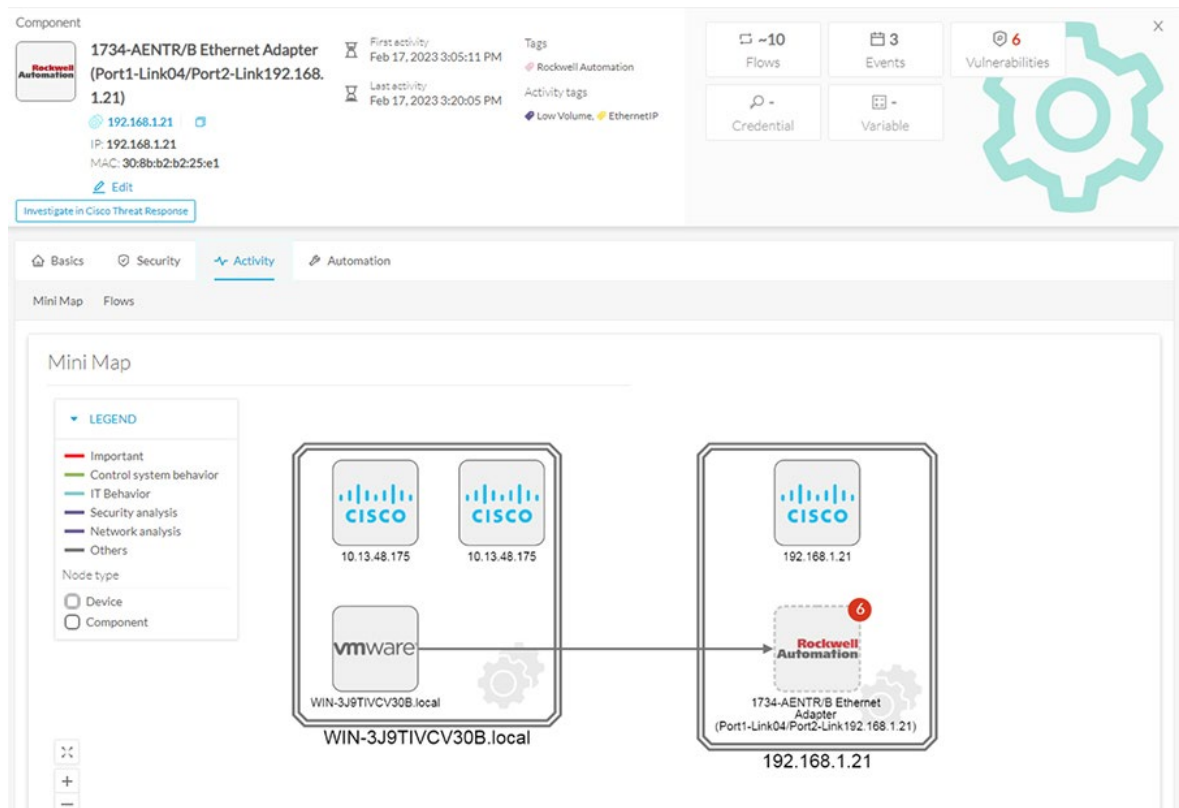 Component
Rockwell
Automation
1734-AENTR/B Ethernet Adapter
(Port1-Link04/Port2-Link192.168.
1.21)
192.168.1.21
IP: 192.168.1.21
MAC: 30:8b:b2:b2:25:e1
Edit
Investigate in Cisco Threat Response
First activity
Feb 17, 2023 3:05:11 PM
Last activity
Feb 17, 2023 3:20:05 PM
Tags
Rockwell Automation
Activity tags
Low Volume, EthernetIP
~10
Flows
3
Events
6
Vulnerabilities
-
Credential
-
Variable
Basics
Security
Activity
Automation
Mini Map
Flows
Mini Map
LEGEND
Important
Control system behavior
IT Behavior
Security analysis
Network analysis
Others
Node type
Device
Component
CISCO
10.13.48.175
CISCO
10.13.48.175
vmware
WIN-3J9TIVCV30B.local
WIN-3J9TIVCV30B.local
CISCO
192.168.1.21
6
Rockwell
Automation
1734-AENTR/B Ethernet
Adapter
(Port1-Link04/Port2-Link192.168.1.21)
192.168.1.21